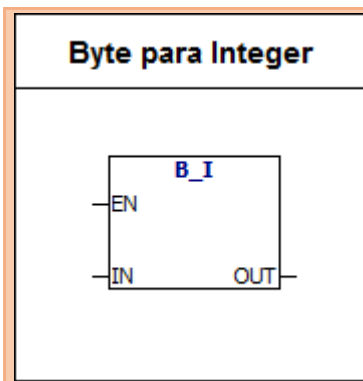 Byte para Integer
B_I
EN
IN OUT